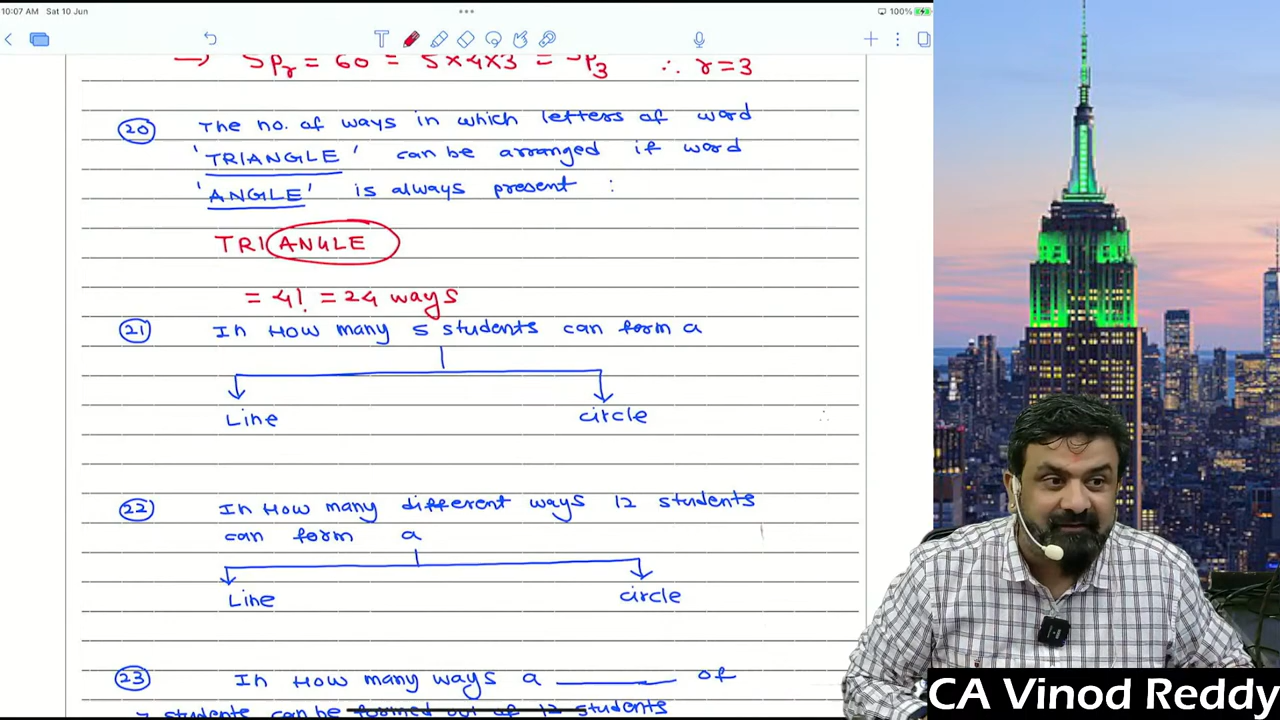 10:07 AM Sat 10 Jun
100%
→ 5Pr = 60 = 5×4×3 = 5P3 ∴ r=3
20 The no. of ways in which letters of word
'TRIANGLE' can be arranged if word
'ANGLE' is always present :
TRIANGLE
= 4! = 24 ways
21 In How many 5 students can form a
Line circle
22 In How many different ways 12 students
can form a
Line circle
23 In How many ways a ______ of
7 students can be formed out of 12 students
CA Vinod Reddy